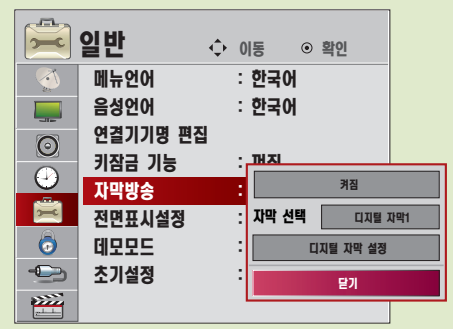 일반 이동 확인
메뉴언어 : 한국어
음성언어 : 한국어
연결기기명 편집
키잠금 기능 :
자막방송 :
전면표시설정 :
데모모드 :
초기설정 :
켜짐
자막 선택 디지털 자막1
디지털 자막 설정
닫기